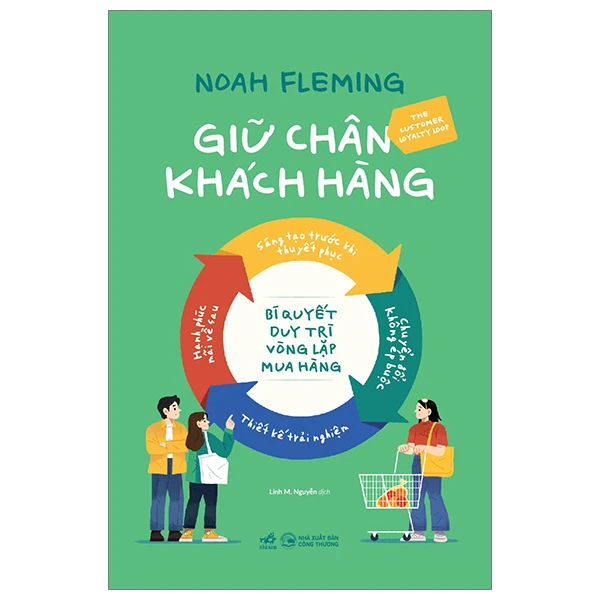 NOAH FLEMING
THE
CUSTOMER
LOYALTY LOOP
GIỮ CHÂN
KHÁCH HÀNG
Sáng tạo trước khi
thuyết phục
Chuyển đổi
không ép buộc
Thiết kế trải nghiệm
Hạnh phúc
mãi về sau
BÍ QUYẾT
DUY TRÌ
VÒNG LẶP
MUA HÀNG
Linh M. Nguyễn dịch
NHÃ NAM
NHÀ XUẤT BẢN
CÔNG THƯƠNG